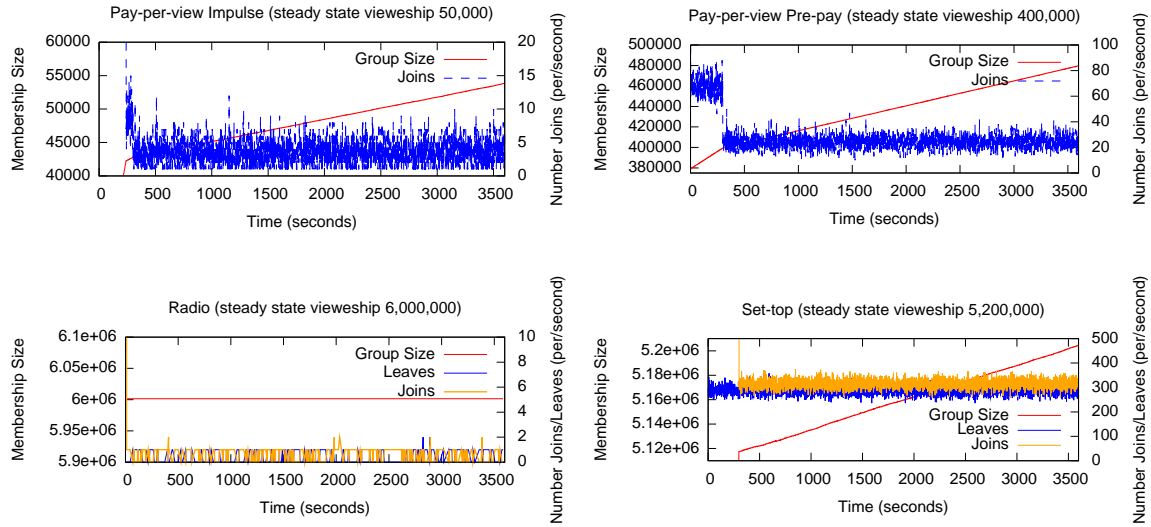 Pay-per-view Impulse (steady state vieweship 50,000)
Membership Size
60000
55000
50000
45000
40000
Group Size
Joins
20
15
10
5
0
Number Joins (per/second)
0 500 1000 1500 2000 2500 3000 3500
Time (seconds)
Pay-per-view Pre-pay (steady state vieweship 400,000)
Membership Size
500000
480000
460000
440000
420000
400000
380000
Group Size
Joins
100
80
60
40
20
0
Number Joins (per/second)
0 500 1000 1500 2000 2500 3000 3500
Time (seconds)
Radio (steady state vieweship 6,000,000)
Membership Size
6.1e+06
6.05e+06
6e+06
5.95e+06
5.9e+06
Group Size
Leaves
Joins
10
8
6
4
2
0
Number Joins/Leaves (per/second)
0 500 1000 1500 2000 2500 3000 3500
Time (seconds)
Set-top (steady state vieweship 5,200,000)
Membership Size
5.2e+06
5.18e+06
5.16e+06
5.14e+06
5.12e+06
Group Size
Leaves
Joins
500
400
300
200
100
0
Number Joins/Leaves (per/second)
0 500 1000 1500 2000 2500 3000 3500
Time (seconds)